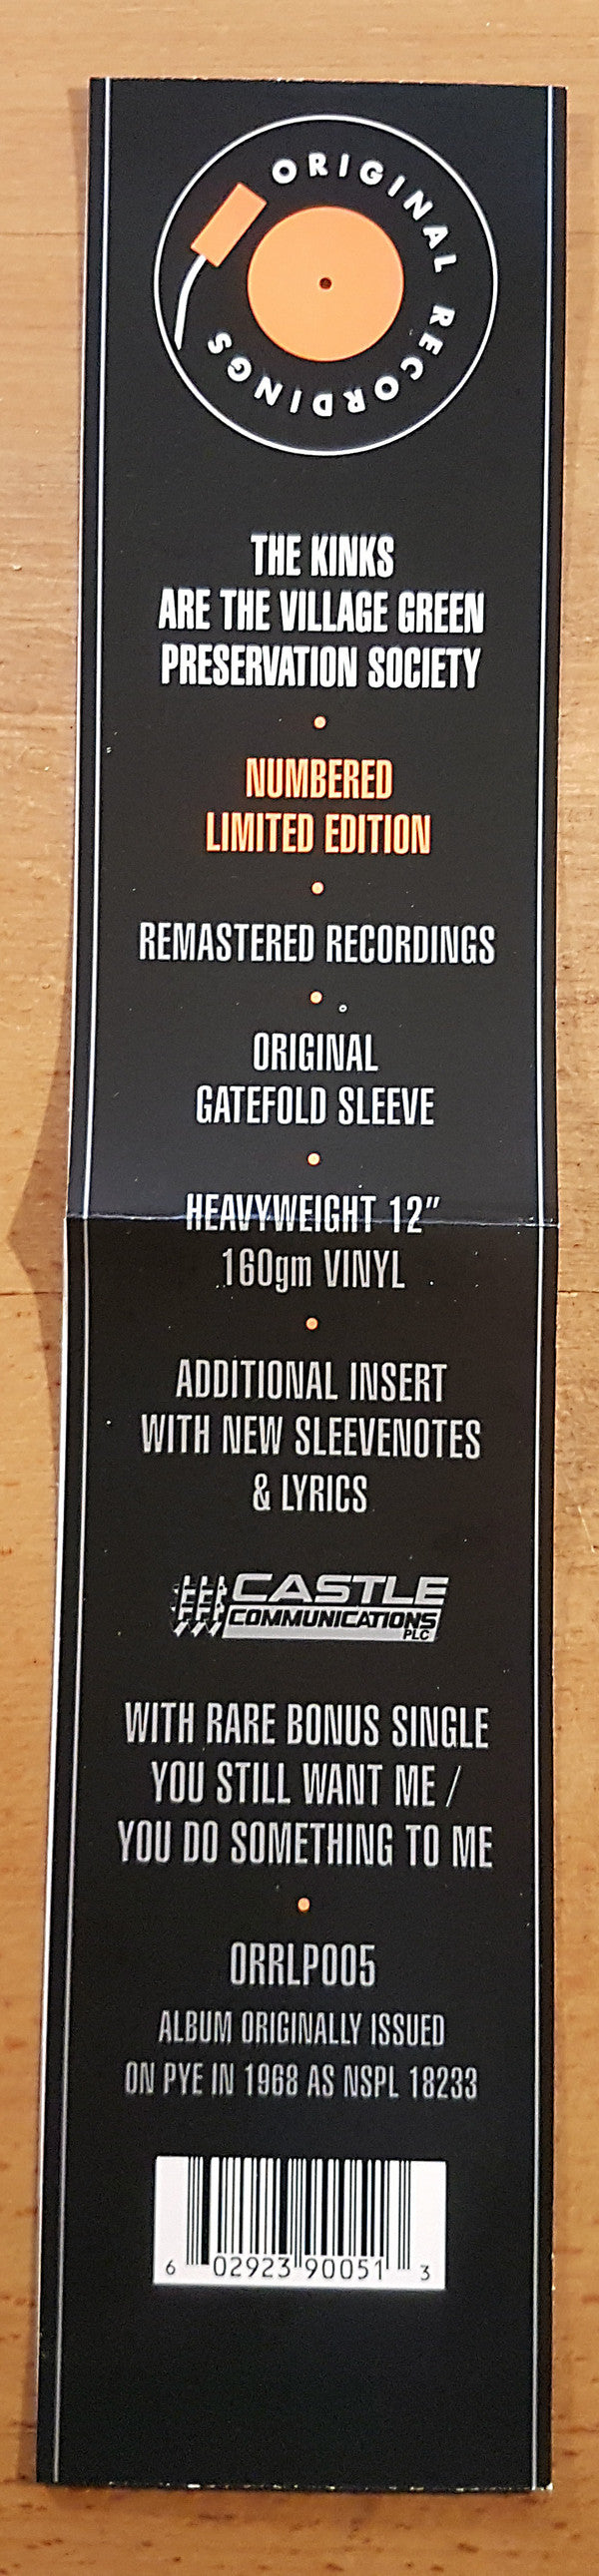 ORIGINAL RECORDINGS
THE KINKS
ARE THE VILLAGE GREEN
PRESERVATION SOCIETY
•
NUMBERED
LIMITED EDITION
•
REMASTERED RECORDINGS
•
ORIGINAL
GATEFOLD SLEEVE
•
HEAVYWEIGHT 12"
160gm VINYL
•
ADDITIONAL INSERT
WITH NEW SLEEVENOTES
& LYRICS
CASTLE
COMMUNICATIONS
PLC
WITH RARE BONUS SINGLE
YOU STILL WANT ME /
YOU DO SOMETHING TO ME
•
ORRLP005
ALBUM ORIGINALLY ISSUED
ON PYE IN 1968 AS NSPL 18233
6 02923 90051 3